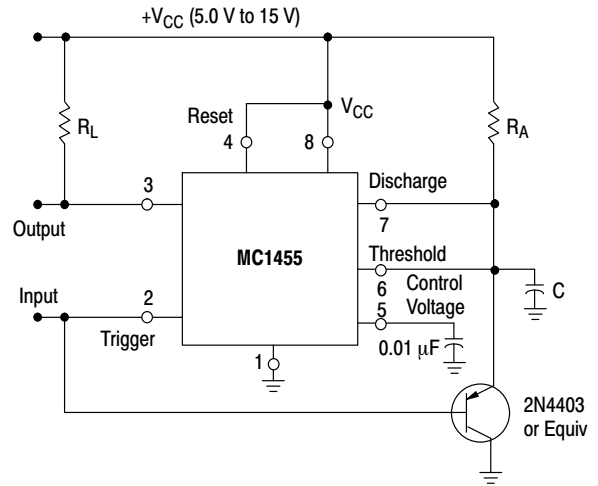 +VCC (5.0 V to 15 V)
RL
Reset
4
8
VCC
RA
3
Discharge
7
Output
MC1455
Threshold
6
Control
Voltage
C
Input
2
Trigger
5
0.01 μF
1
2N4403
or Equiv